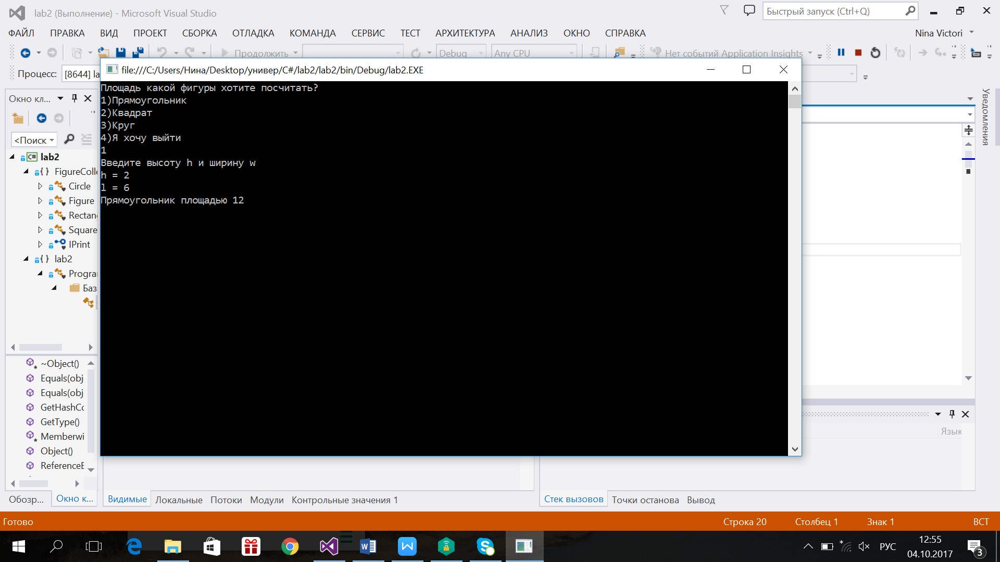 lab2 (Выполнение) - Microsoft Visual Studio
Быстрый запуск (Ctrl+Q)
ФАЙЛ ПРАВКА ВИД ПРОЕКТ СБОРКА ОТЛАДКА КОМАНДА СЕРВИС ТЕСТ АРХИТЕКТУРА АНАЛИЗ ОКНО СПРАВКА
Nina Victori
Продолжить Debug Any CPU Нет событий Application Insights
Процесс: [8644] la
file:///C:/Users/Нина/Desktop/универ/C#/lab2/lab2/bin/Debug/lab2.EXE
Площадь какой фигуры хотите посчитать?
1)Прямоугольник
2)Квадрат
3)Круг
4)Я хочу выйти
1
Введите высоту h и ширину w
h = 2
l = 6
Прямоугольник площадью 12
Окно кл...
<Поиск
C# lab2
FigureColle
Circle
Figure
Rectang
Square
IPrint
lab2
Progra
Баз
~Object()
Equals(obj
Equals(obj
GetHashCo
GetType()
Memberwi
Object()
ReferenceE
Обозр... Окно к...
Уведомления
Язык
Видимые Локальные Потоки Модули Контрольные значения 1
Стек вызовов Точки останова Вывод
Готово
Строка 20 Столбец 1 Знак 1 ВСТ
РУС
12:55
04.10.2017
3